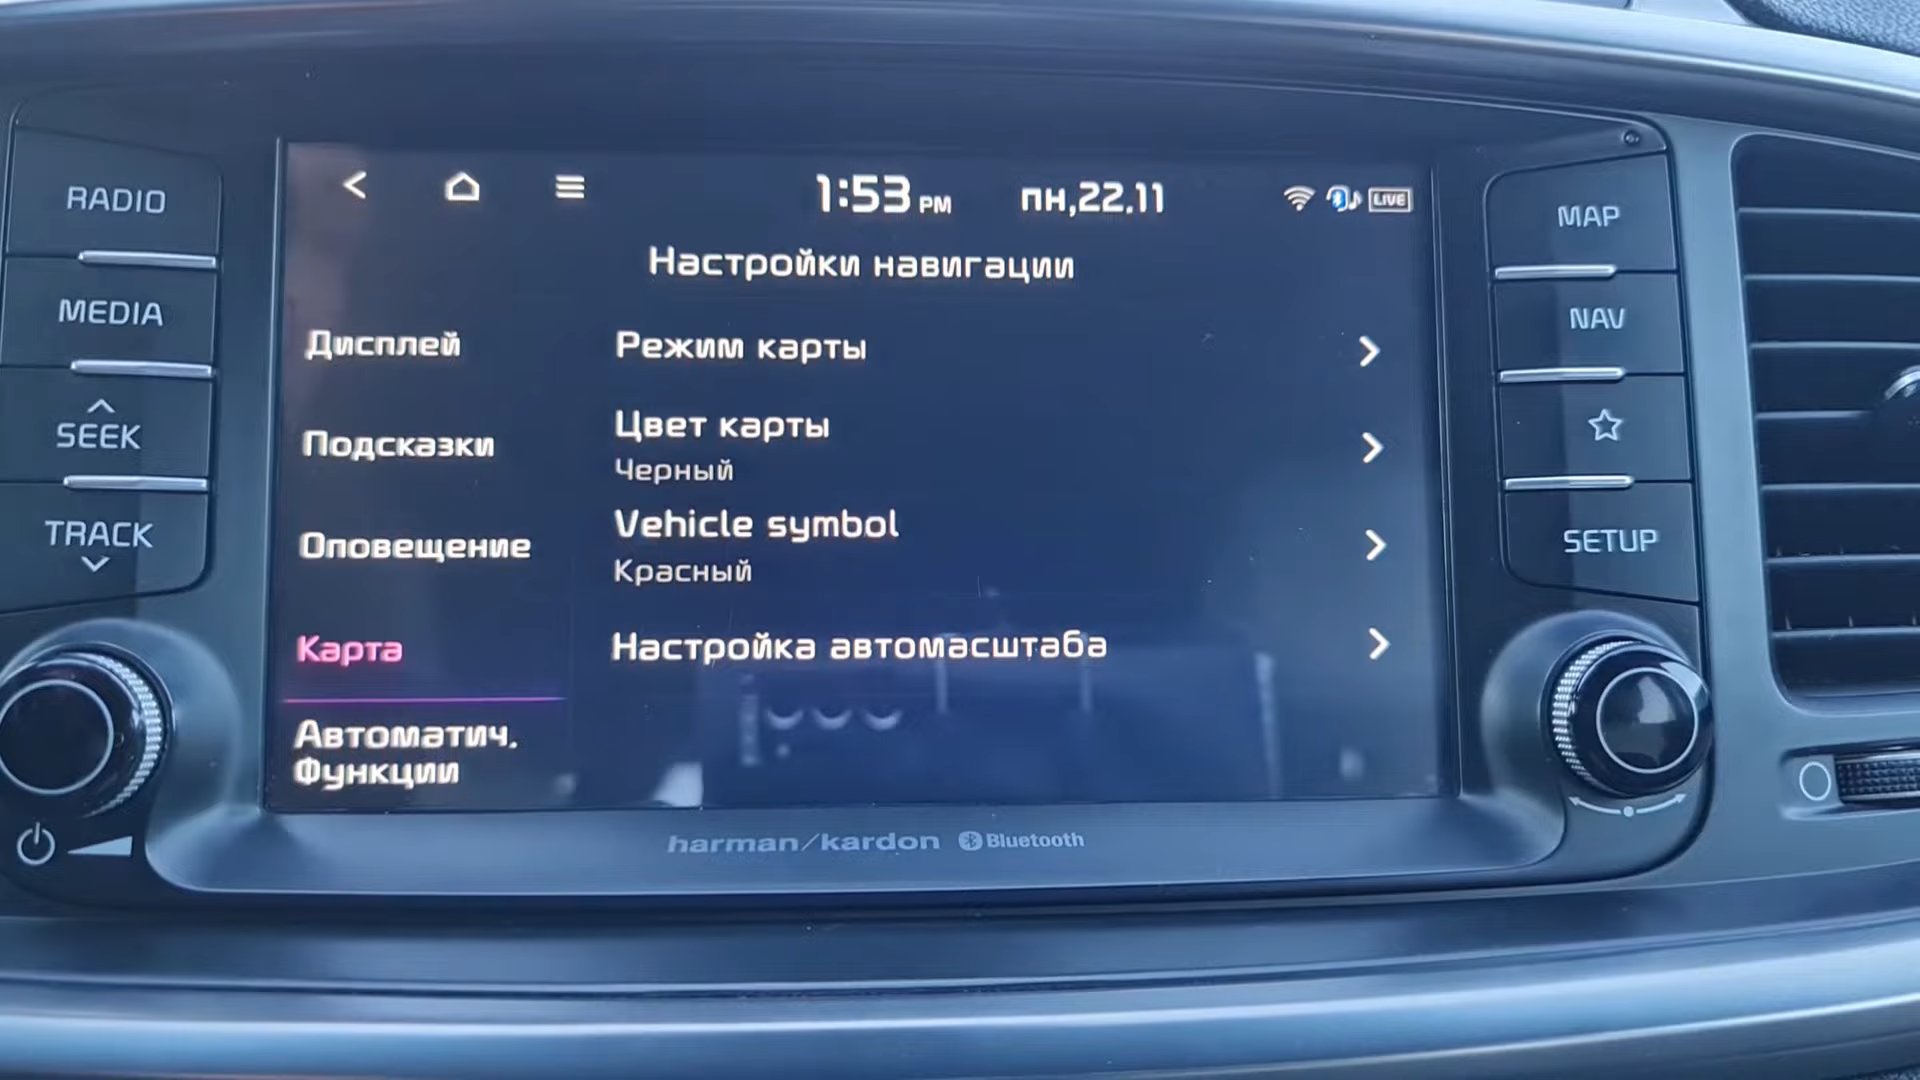 RADIO
MEDIA
SEEK
TRACK
1:53 PM
пн,22.11
LIVE
Настройки навигации
Дисплей
Подсказки
Оповещение
Карта
Автоматич.
Функции
Режим карты
Цвет карты
Черный
Vehicle symbol
Красный
Настройка автомасштаба
MAP
NAV
SETUP
harman/kardon
Bluetooth